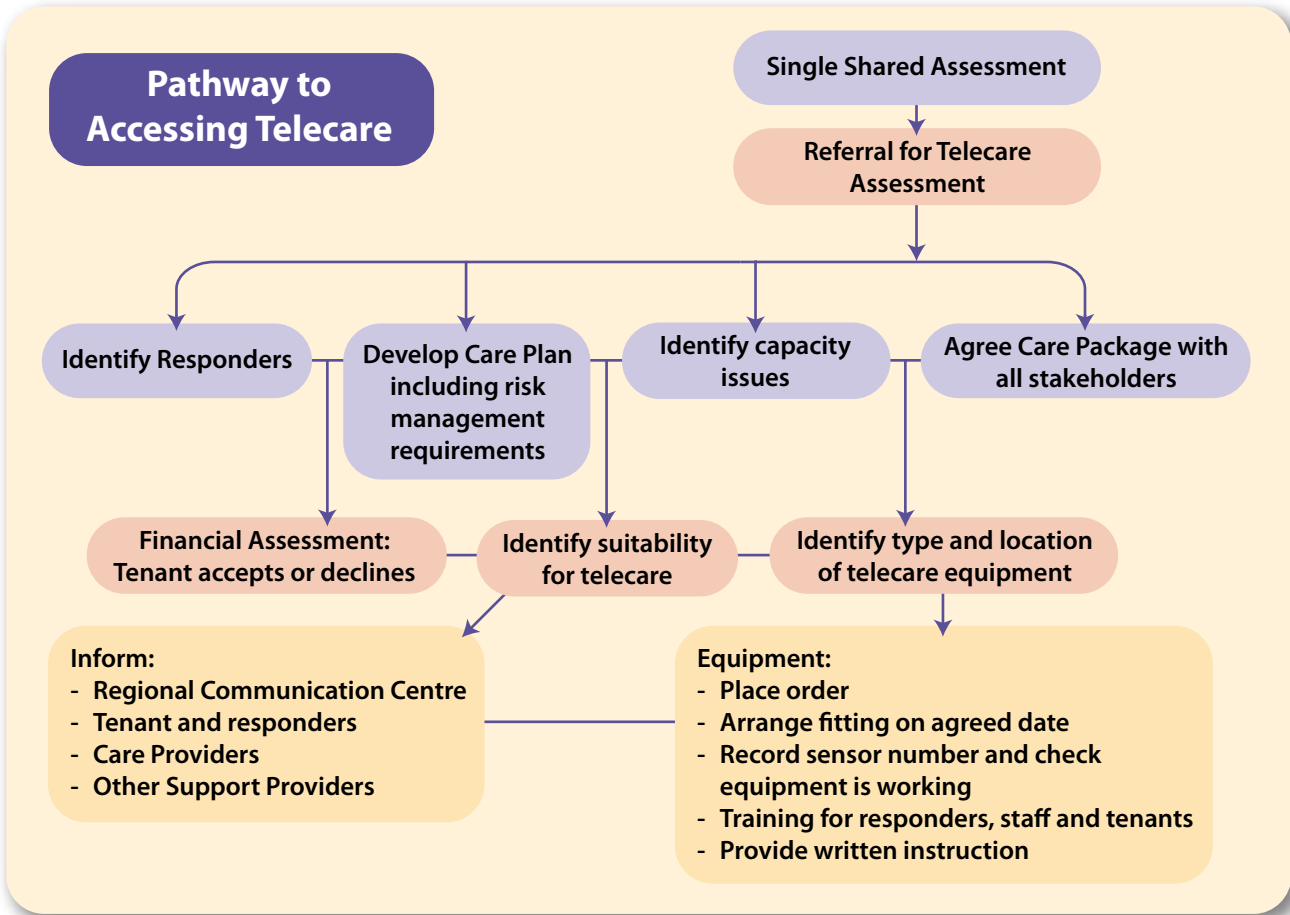 Pathway to
Accessing Telecare
Single Shared Assessment
Referral for Telecare
Assessment
Identify Responders
Develop Care Plan
including risk
management
requirements
Identify capacity
issues
Agree Care Package with
all stakeholders
Financial Assessment:
Tenant accepts or declines
Identify suitability
for telecare
Identify type and location
of telecare equipment
Inform:
- Regional Communication Centre
- Tenant and responders
- Care Providers
- Other Support Providers
Equipment:
- Place order
- Arrange fitting on agreed date
- Record sensor number and check
equipment is working
- Training for responders, staff and tenants
- Provide written instruction